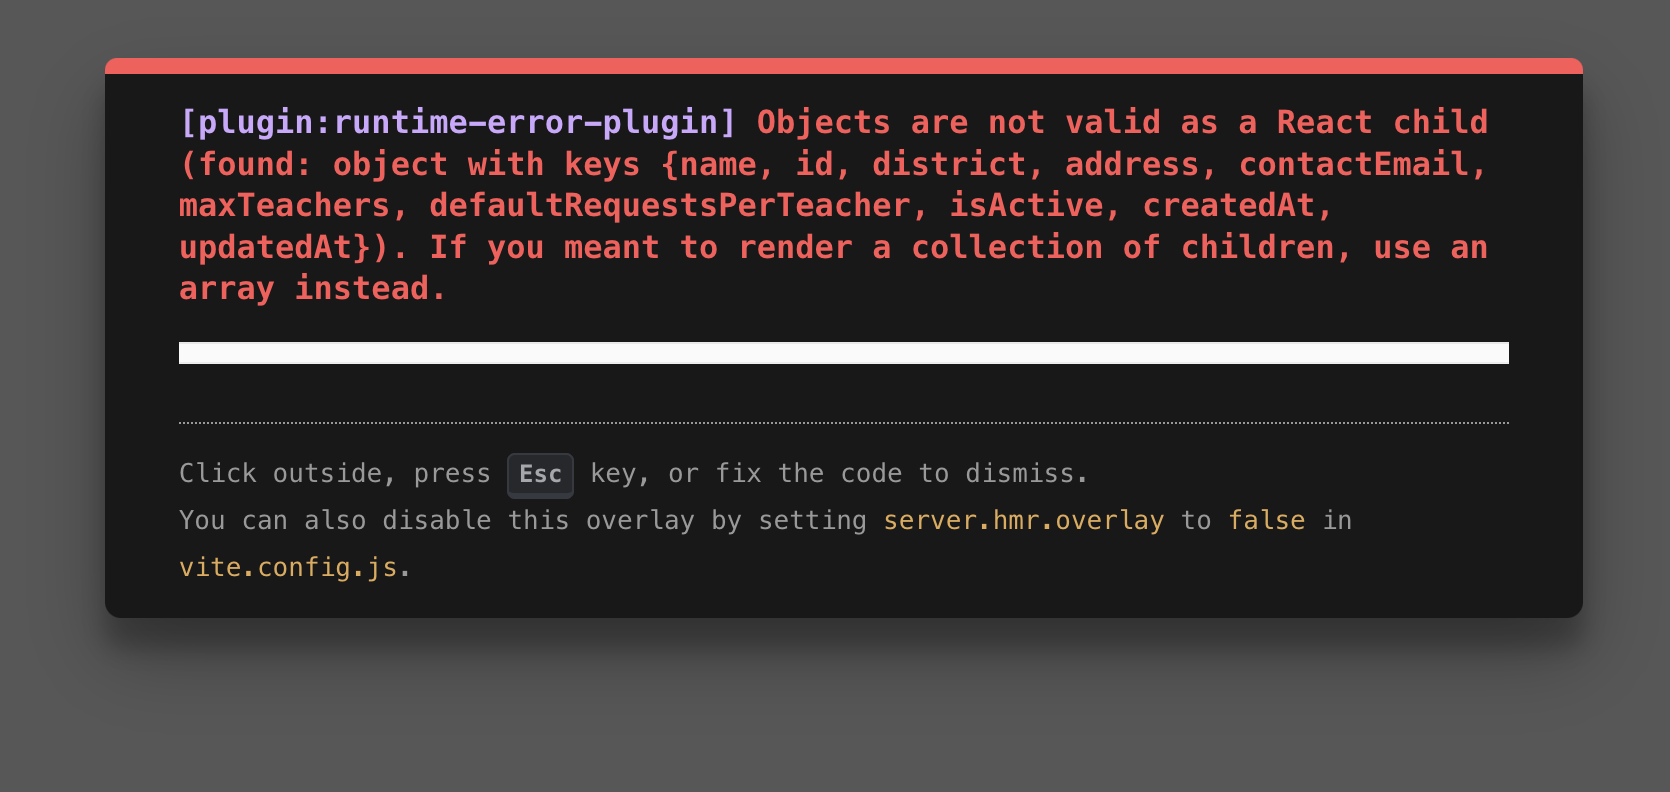 [plugin:runtime-error-plugin] Objects are not valid as a React child
(found: object with keys {name, id, district, address, contactEmail,
maxTeachers, defaultRequestsPerTeacher, isActive, createdAt,
updatedAt}). If you meant to render a collection of children, use an
array instead.
Click outside, press Esc key, or fix the code to dismiss.
You can also disable this overlay by setting server.hmr.overlay to false in
vite.config.js.